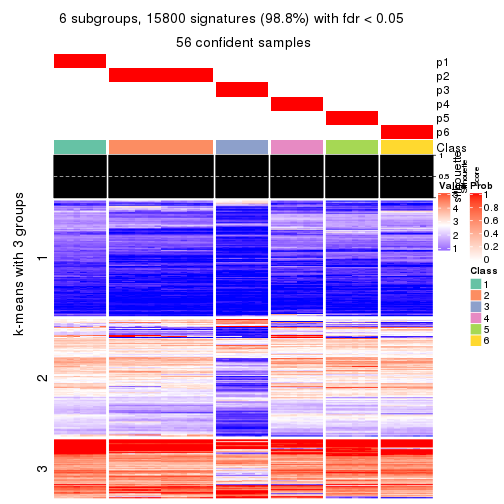 6 subgroups, 15800 signatures (98.8%) with fdr < 0.05
56 confident samples
p1
p2
p3
p4
p5
p6
Class
1
0.5
Silhouette
score
k-means with 3 groups
1
2
3
Value
4
3
2
1
Prob
1
0.8
0.6
0.4
0.2
0
Class
1
2
3
4
5
6